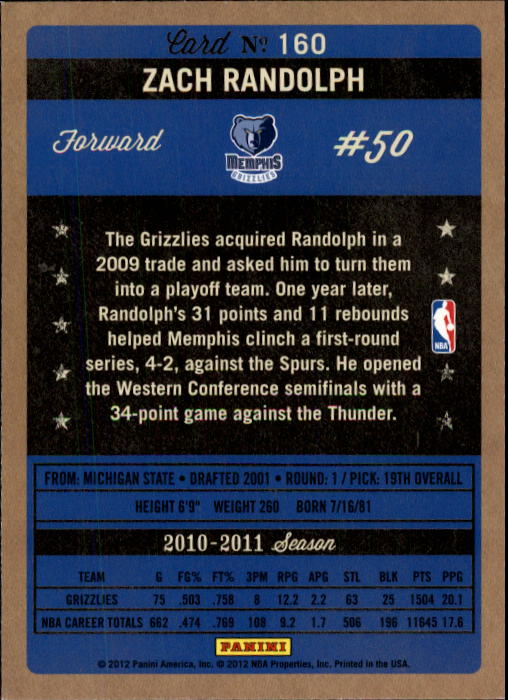 Card Nº 160
ZACH RANDOLPH
Forward
MEMPHIS
GRIZZLIES
#50
The Grizzlies acquired Randolph in a
2009 trade and asked him to turn them
into a playoff team. One year later,
Randolph's 31 points and 11 rebounds
helped Memphis clinch a first-round
series, 4-2, against the Spurs. He opened
the Western Conference semifinals with a
34-point game against the Thunder.
NBA
FROM: MICHIGAN STATE • DRAFTED 2001 • ROUND: 1 / PICK: 19TH OVERALL
HEIGHT 6'9" WEIGHT 260 BORN 7/16/81
2010-2011 Season
TEAM G FG% FT% 3PM RPG APG STL BLK PTS PPG
GRIZZLIES 75 .503 .758 8 12.2 2.2 63 25 1504 20.1
NBA CAREER TOTALS 662 .474 .769 108 9.2 1.7 506 196 11645 17.6
PANINI
© 2012 Panini America, Inc. © 2012 NBA Properties, Inc. Printed in the USA.